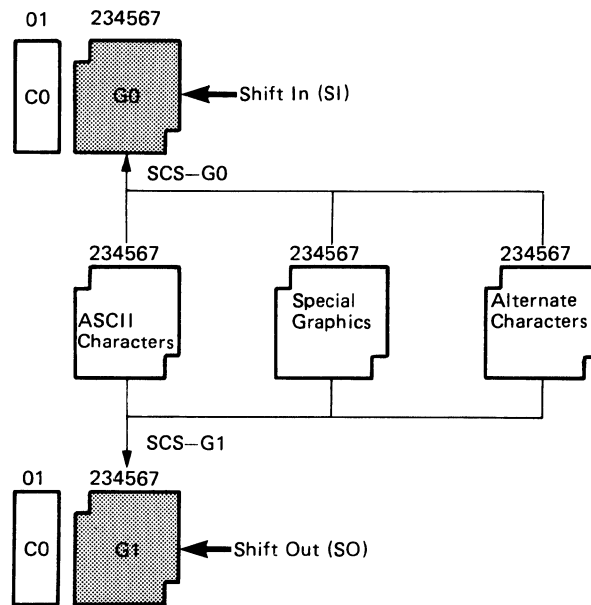 01 234567
C0 G0 Shift In (SI)
SCS—G0
234567 234567 234567
ASCII Characters
Special Graphics
Alternate Characters
SCS—G1
01 234567
C0 G1 Shift Out (SO)